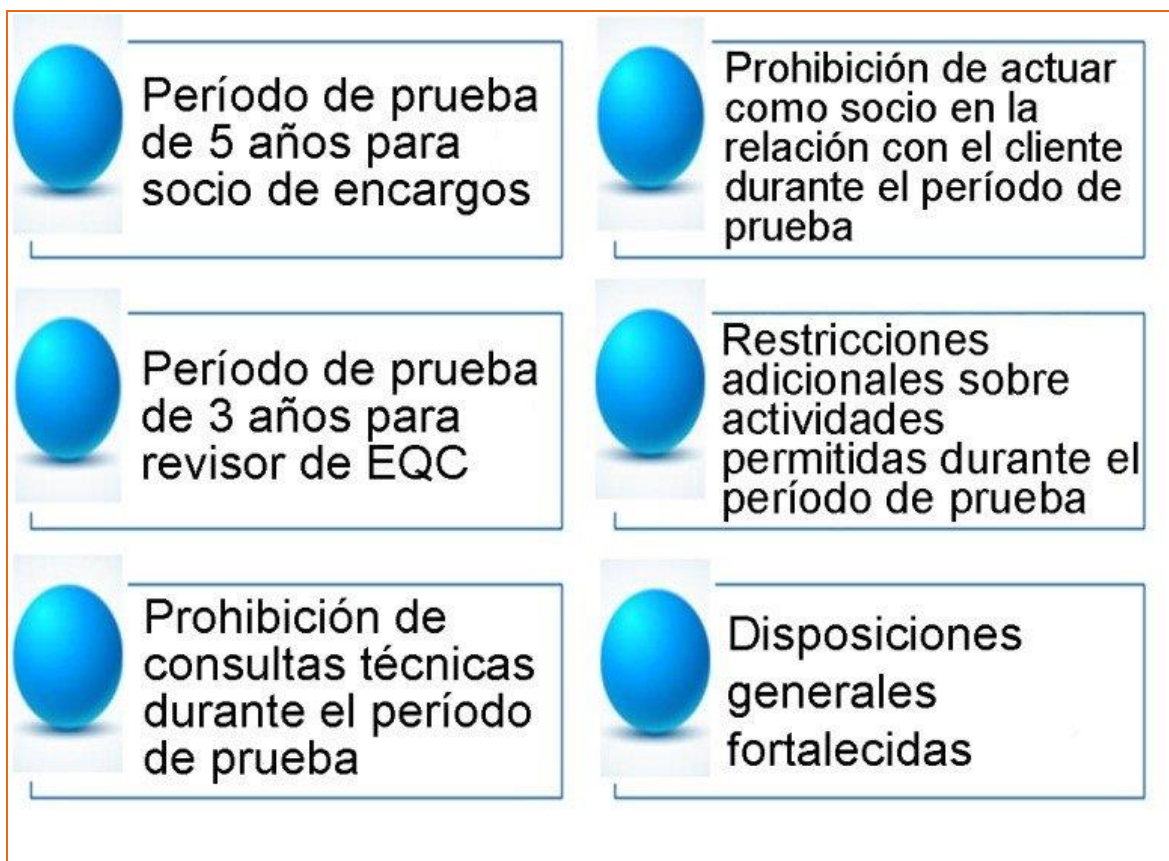 Período de prueba
de 5 años para
socio de encargos
Prohibición de actuar
como socio en la
relación con el cliente
durante el período de
prueba
Período de prueba
de 3 años para
revisor de EQC
Restricciones
adicionales sobre
actividades
permitidas durante el
período de prueba
Prohibición de
consultas técnicas
durante el período
de prueba
Disposiciones
generales
fortalecidas